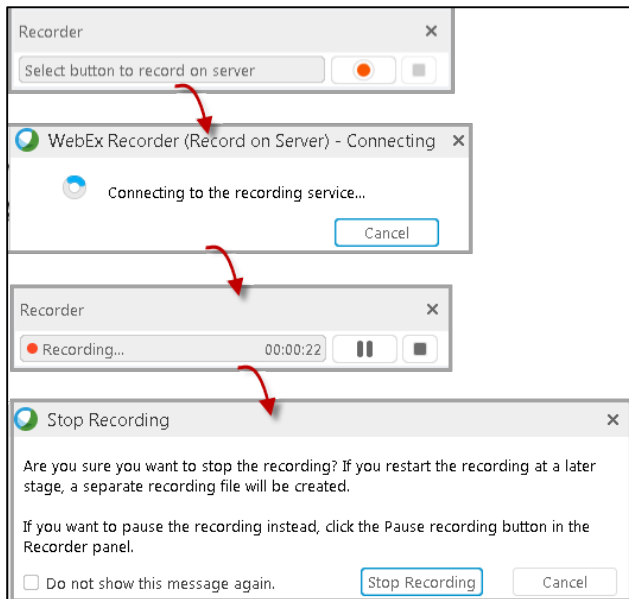 Recorder
Select button to record on server
WebEx Recorder (Record on Server) - Connecting
Connecting to the recording service...
Cancel
Recorder
Recording... 00:00:22
Stop Recording
Are you sure you want to stop the recording? If you restart the recording at a later
stage, a separate recording file will be created.
If you want to pause the recording instead, click the Pause recording button in the
Recorder panel.
Do not show this message again. Stop Recording Cancel